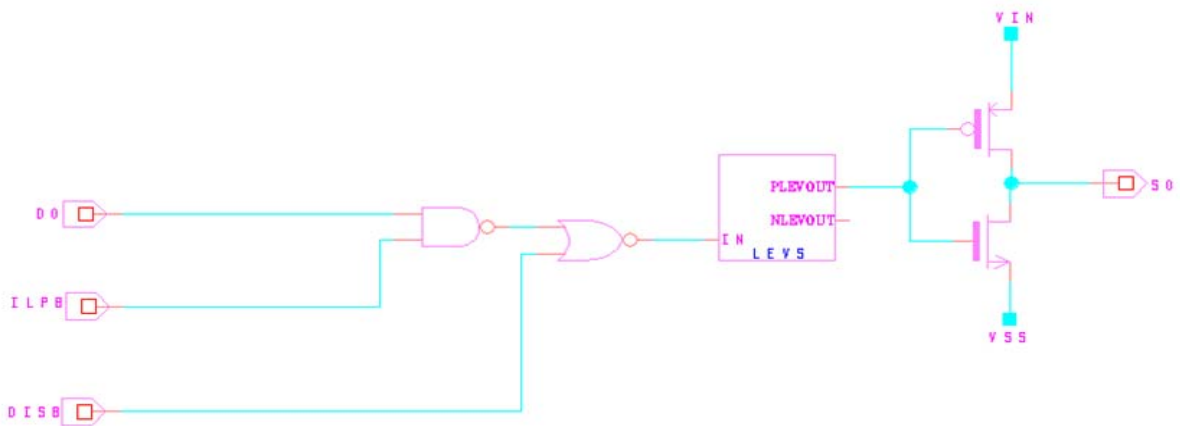 VIN
PLEVOUT
D0
S0
NLEVOUT
IN
LEVS
ILPB
VSS
DISB